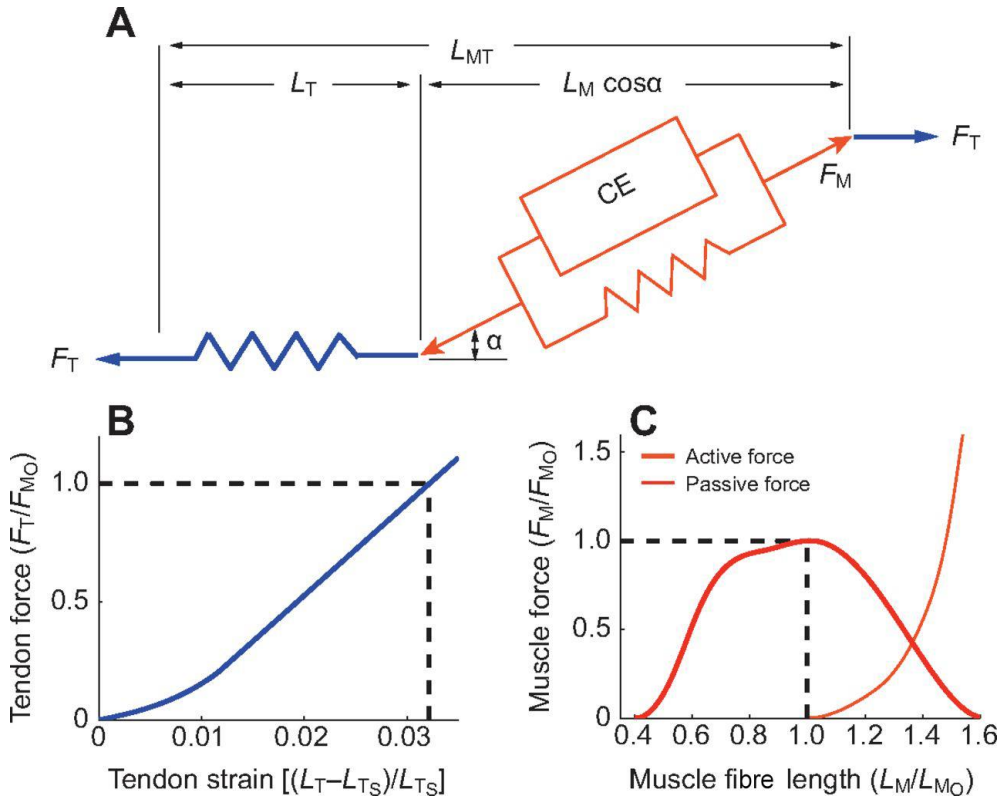 A
L_MT
L_T
L_M cosα
F_T
F_M
CE
α
F_T
B
Tendon force (F_T/F_MO)
1.0
0.5
0
0 0.01 0.02 0.03
Tendon strain [(L_T–L_TS)/L_TS]
C
Muscle force (F_M/F_MO)
1.5
Active force
Passive force
1.0
0.5
0
0.4 0.6 0.8 1.0 1.2 1.4 1.6
Muscle fibre length (L_M/L_MO)